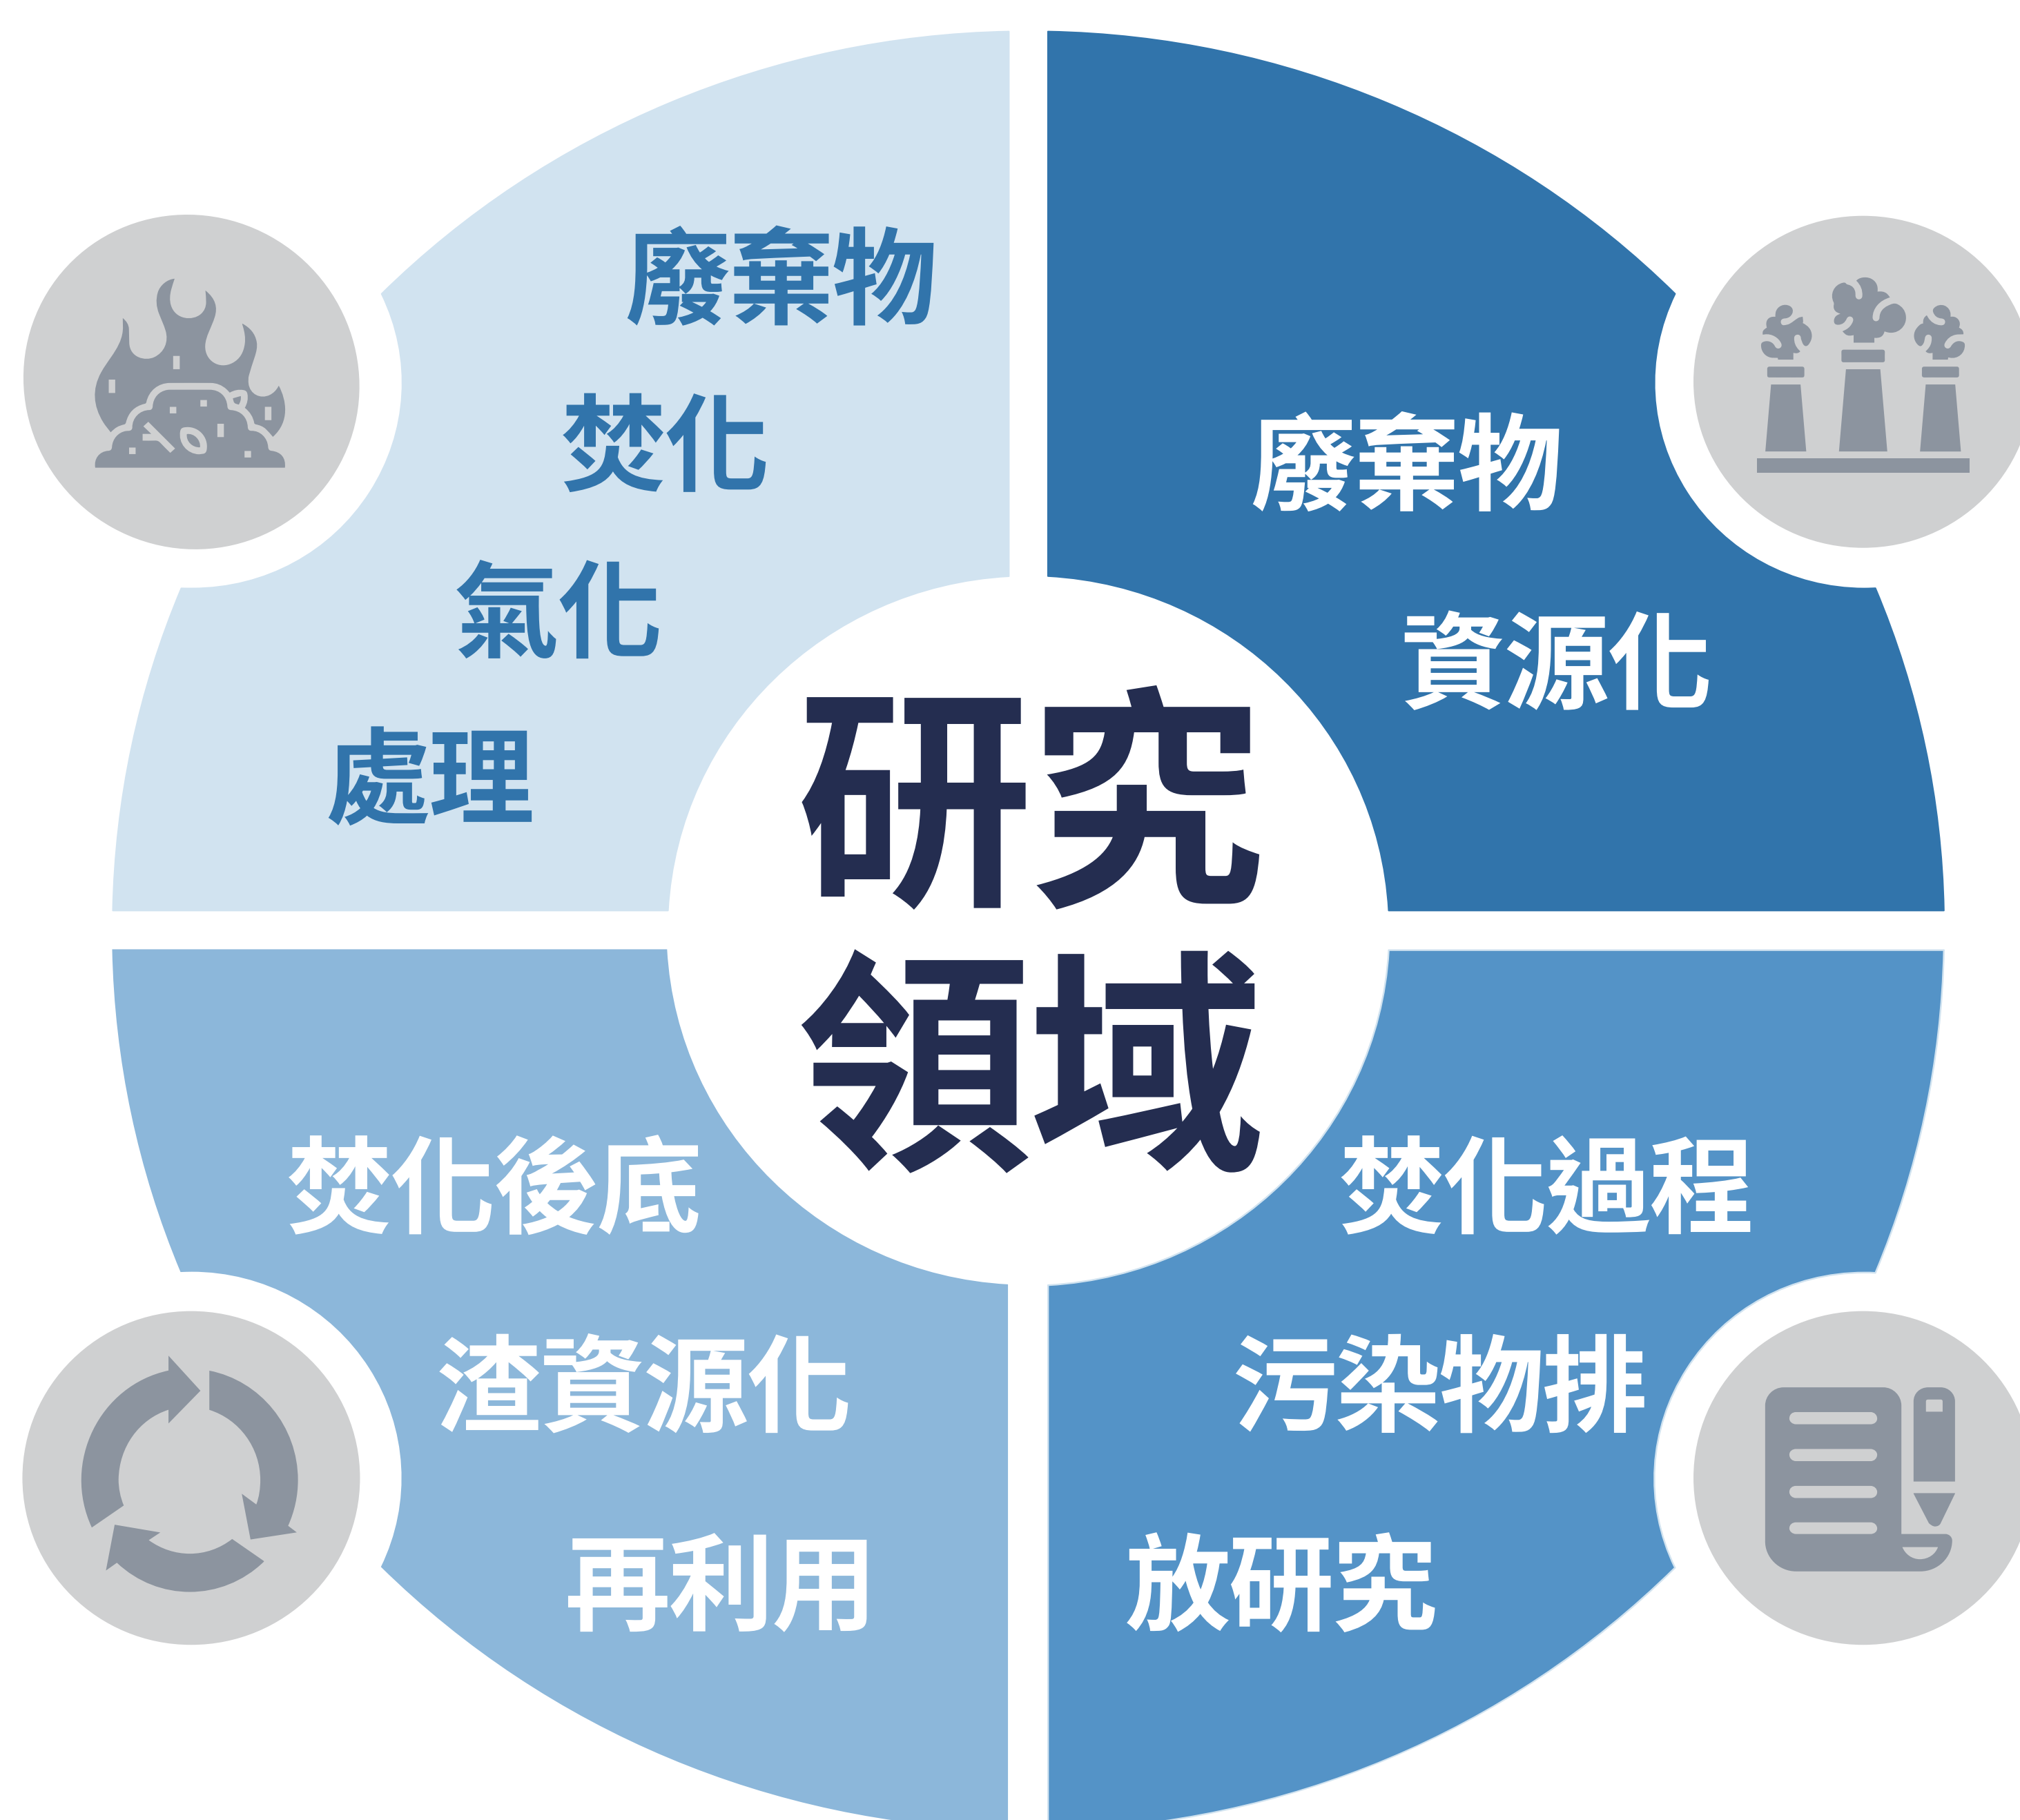 廢棄物
焚化
氣化
處理
廢棄物
資源化
研究
領域
焚化後底
渣資源化
再利用
焚化過程
污染物排
放研究